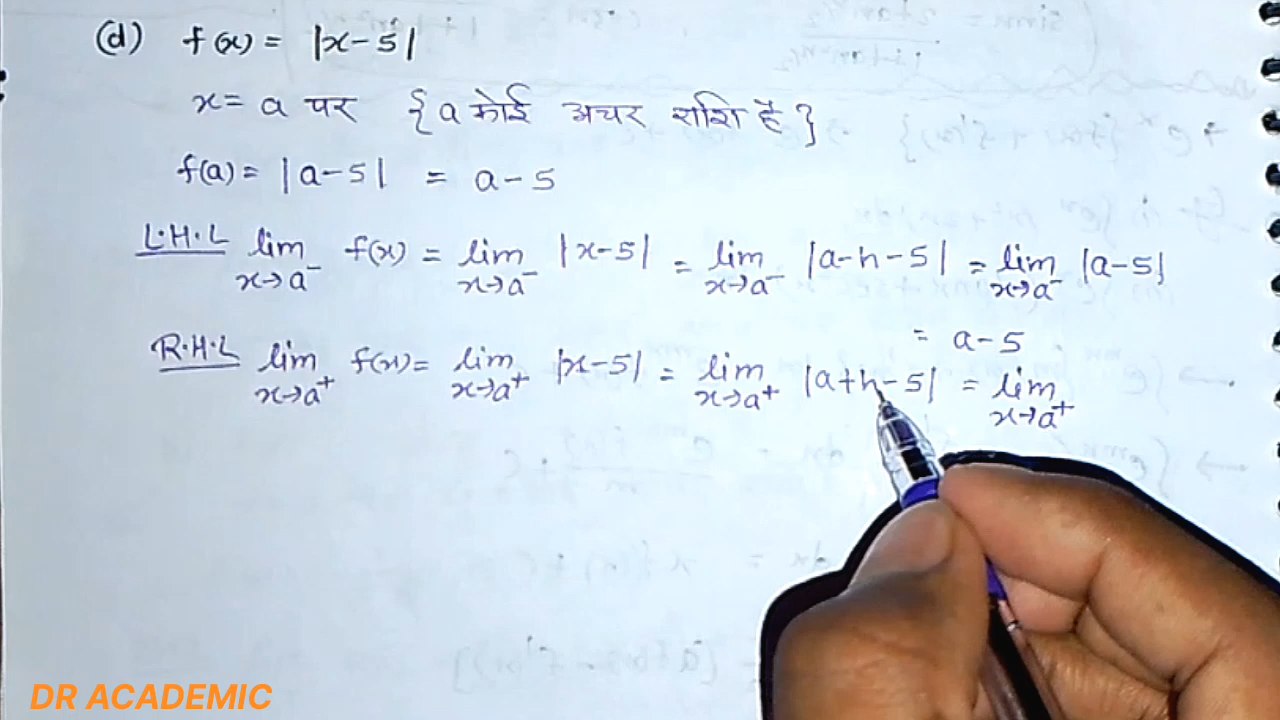 (d) f(x) = |x-5|
x = a पर {a कोई अचर राशि है}
f(a) = |a-5| = a-5
L.H.L lim x→a⁻ f(x) = lim x→a⁻ |x-5| = lim x→a⁻ |a-h-5| = lim x→a⁻ |a-5|
= a-5
R.H.L lim x→a⁺ f(x) = lim x→a⁺ |x-5| = lim x→a⁺ |a+h-5| = lim x→a⁺
DR ACADEMIC